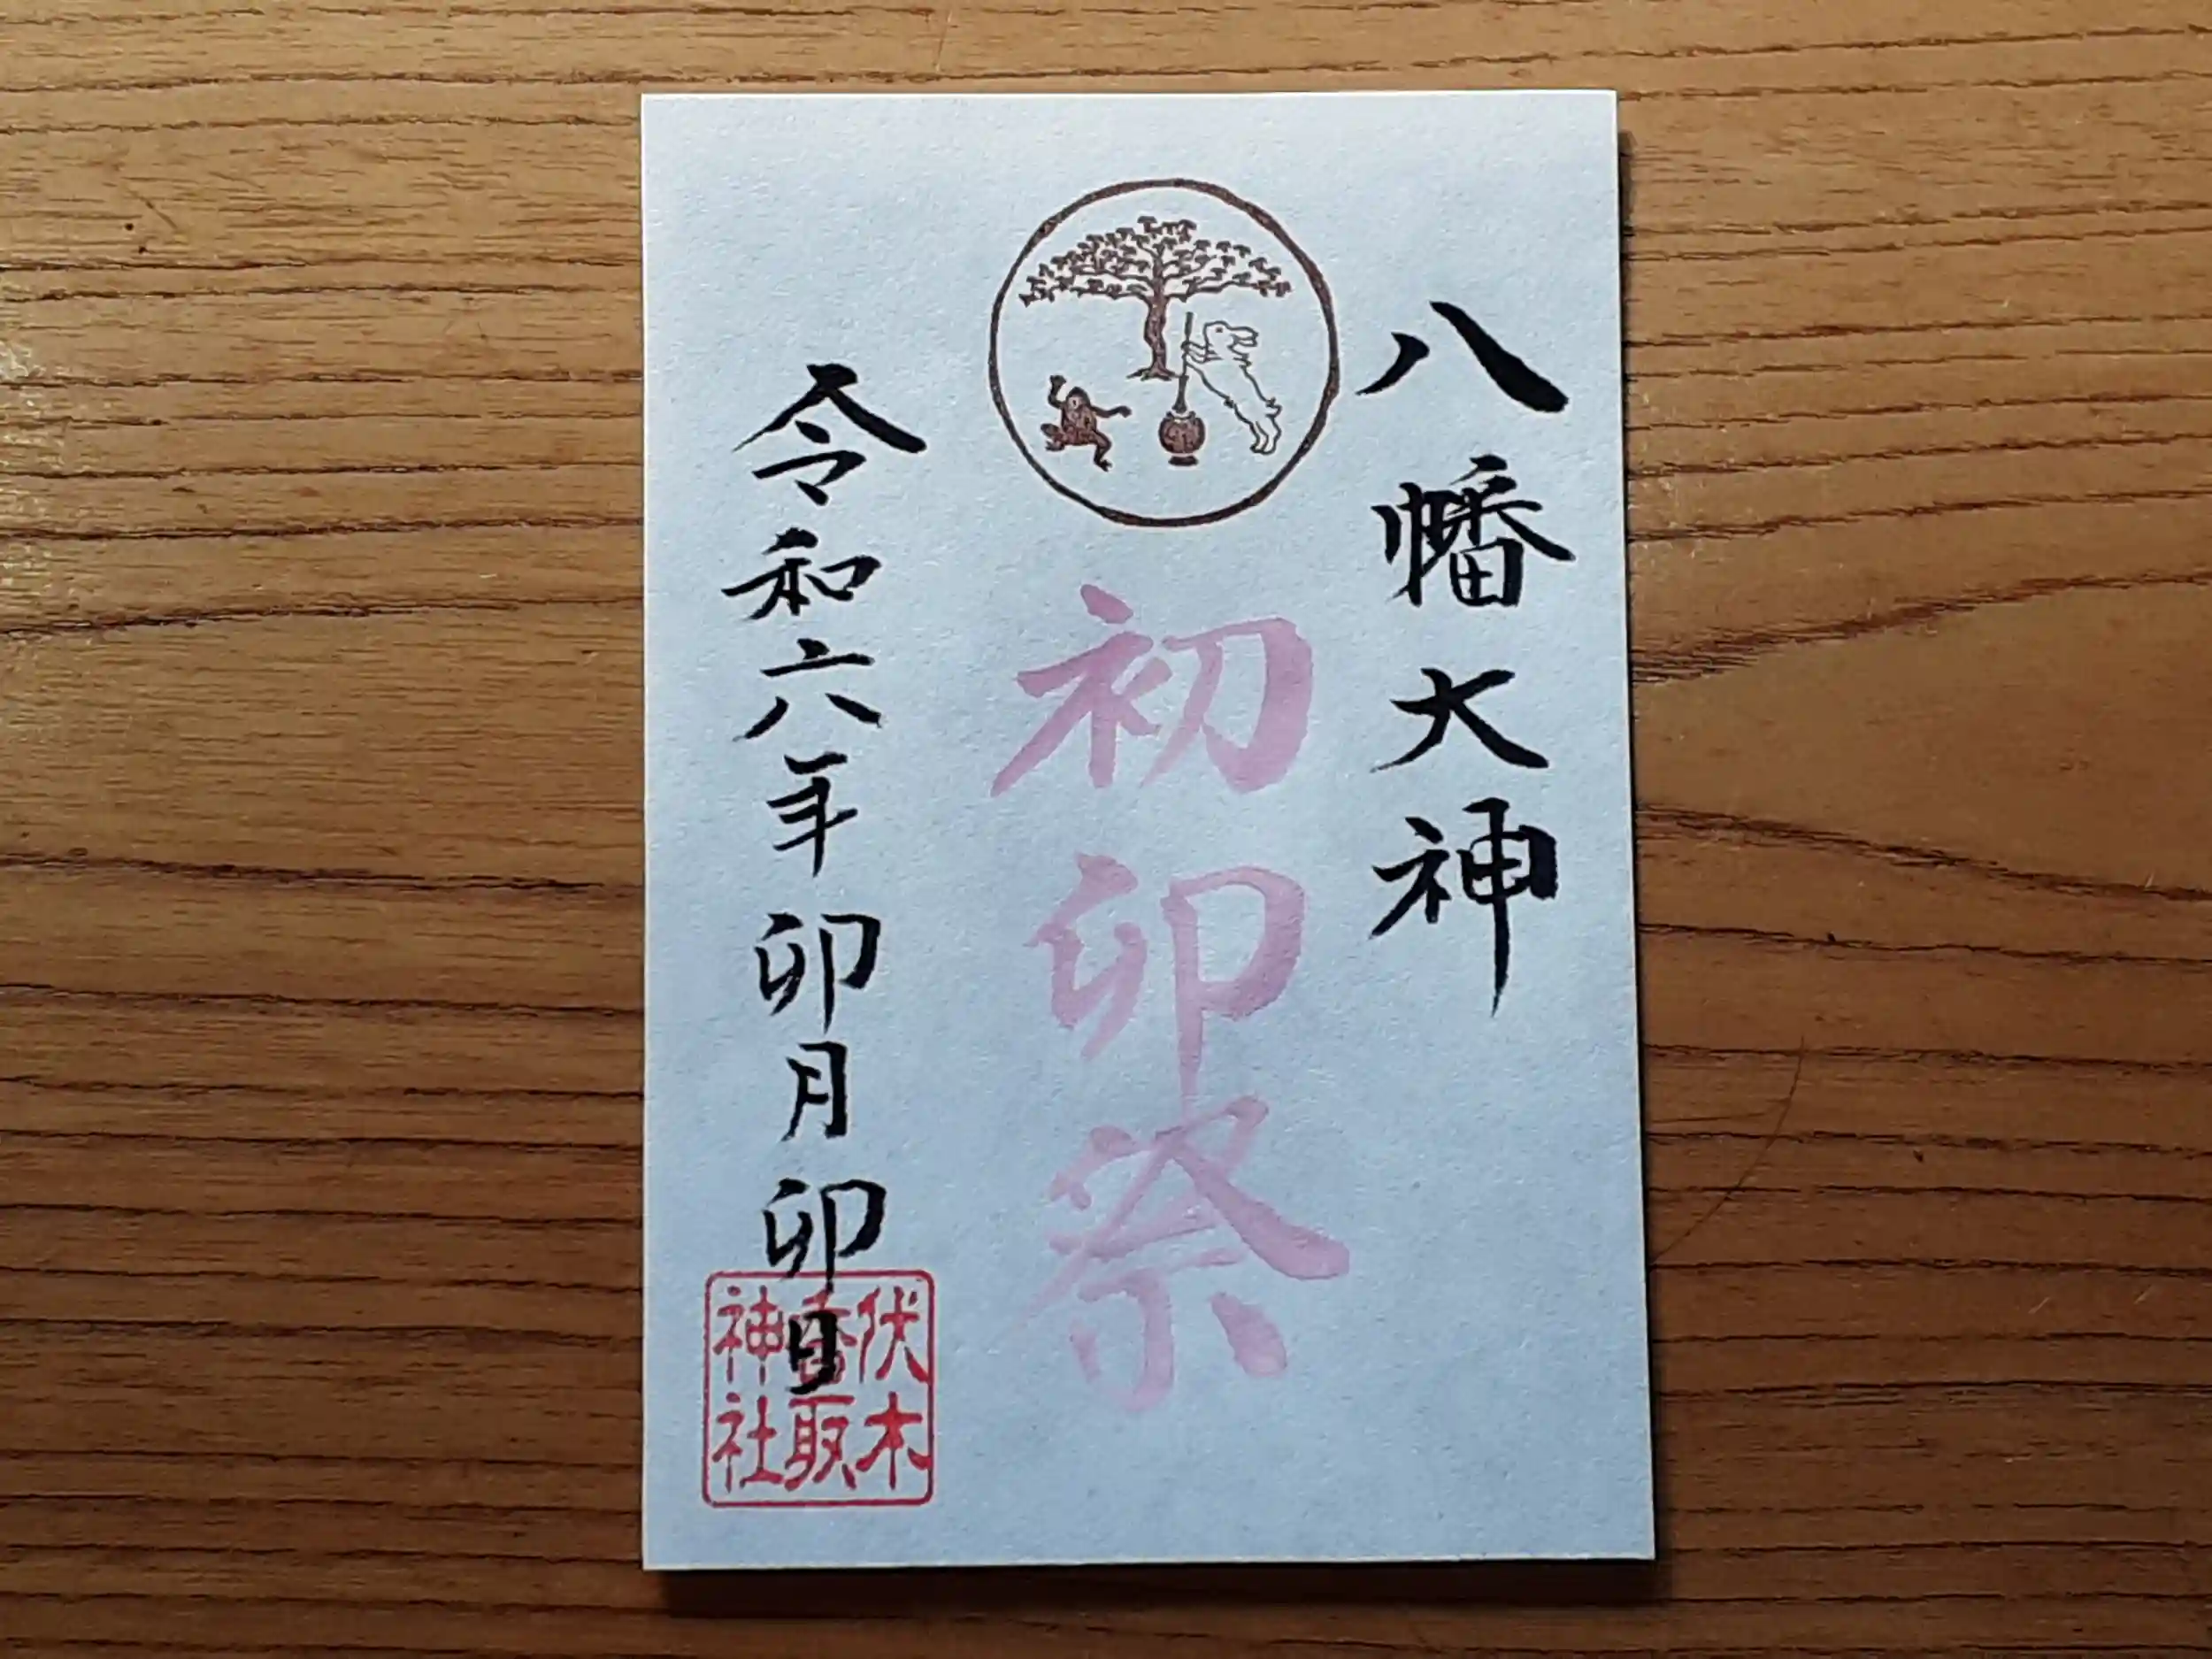 八幡大神
初卯祭
令和六年卯月卯日
伏木
香取
神社